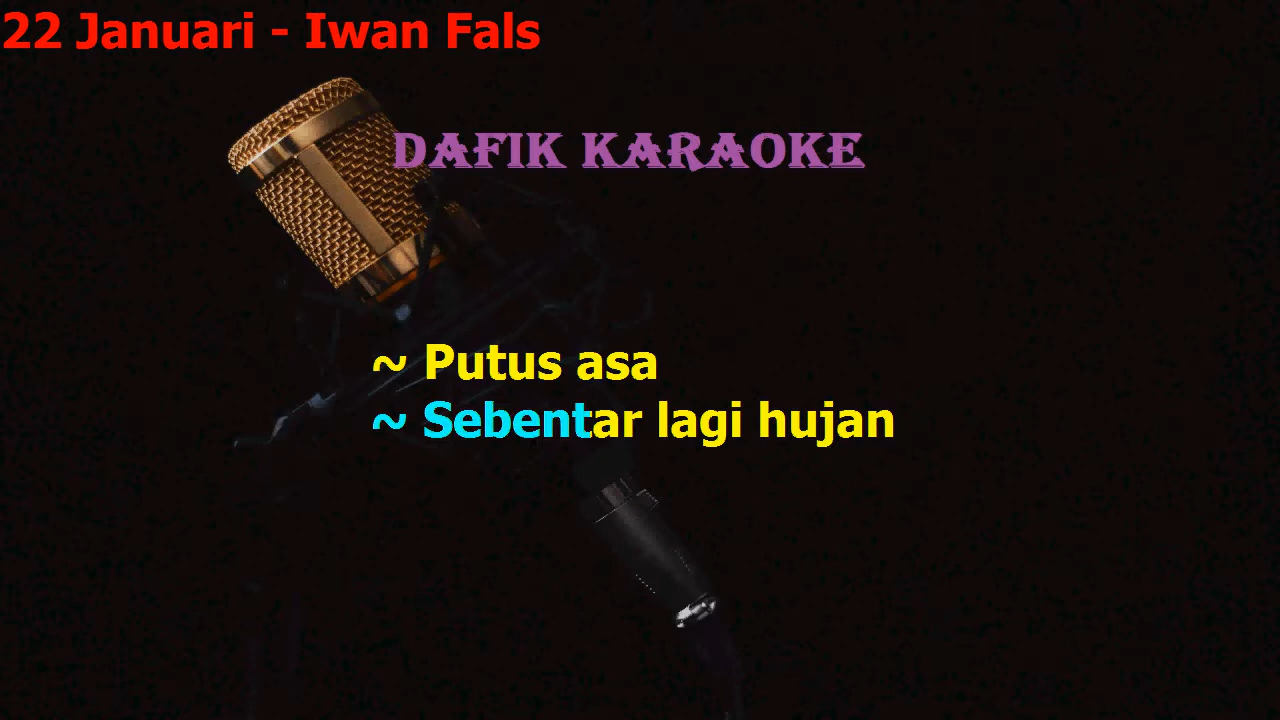 22 Januari - Iwan Fals
DAFIK KARAOKE
~ Putus asa
~ Sebentar lagi hujan